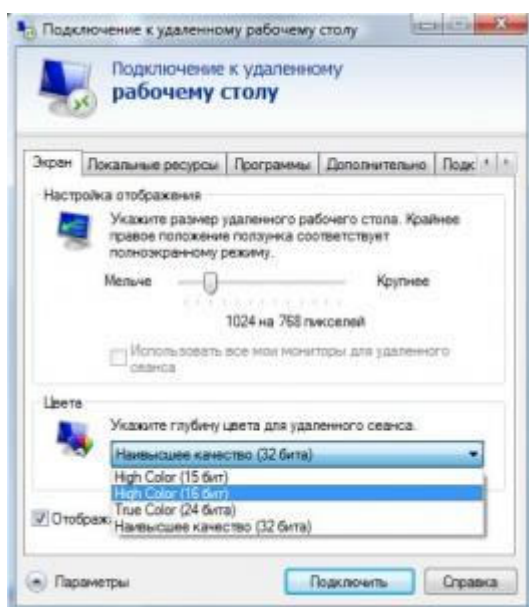 Подключение к удаленному рабочему столу
Подключение к удаленному
рабочему столу
Экран Локальные ресурсы Программы Дополнительно Подк
Настройка отображения
Укажите размер удаленного рабочего стола. Крайнее
правое положение ползунка соответствует
полноэкранному режиму.
Мельче Крупнее
1024 на 768 пикселей
Использовать все мои мониторы для удаленного
сеанса
Цвета
Укажите глубину цвета для удаленного сеанса.
Наивысшее качество (32 бита)
High Color (15 бит)
High Color (16 бит)
True Color (24 бита)
Наивысшее качество (32 бита)
Отображ
Параметры Подключить Справка